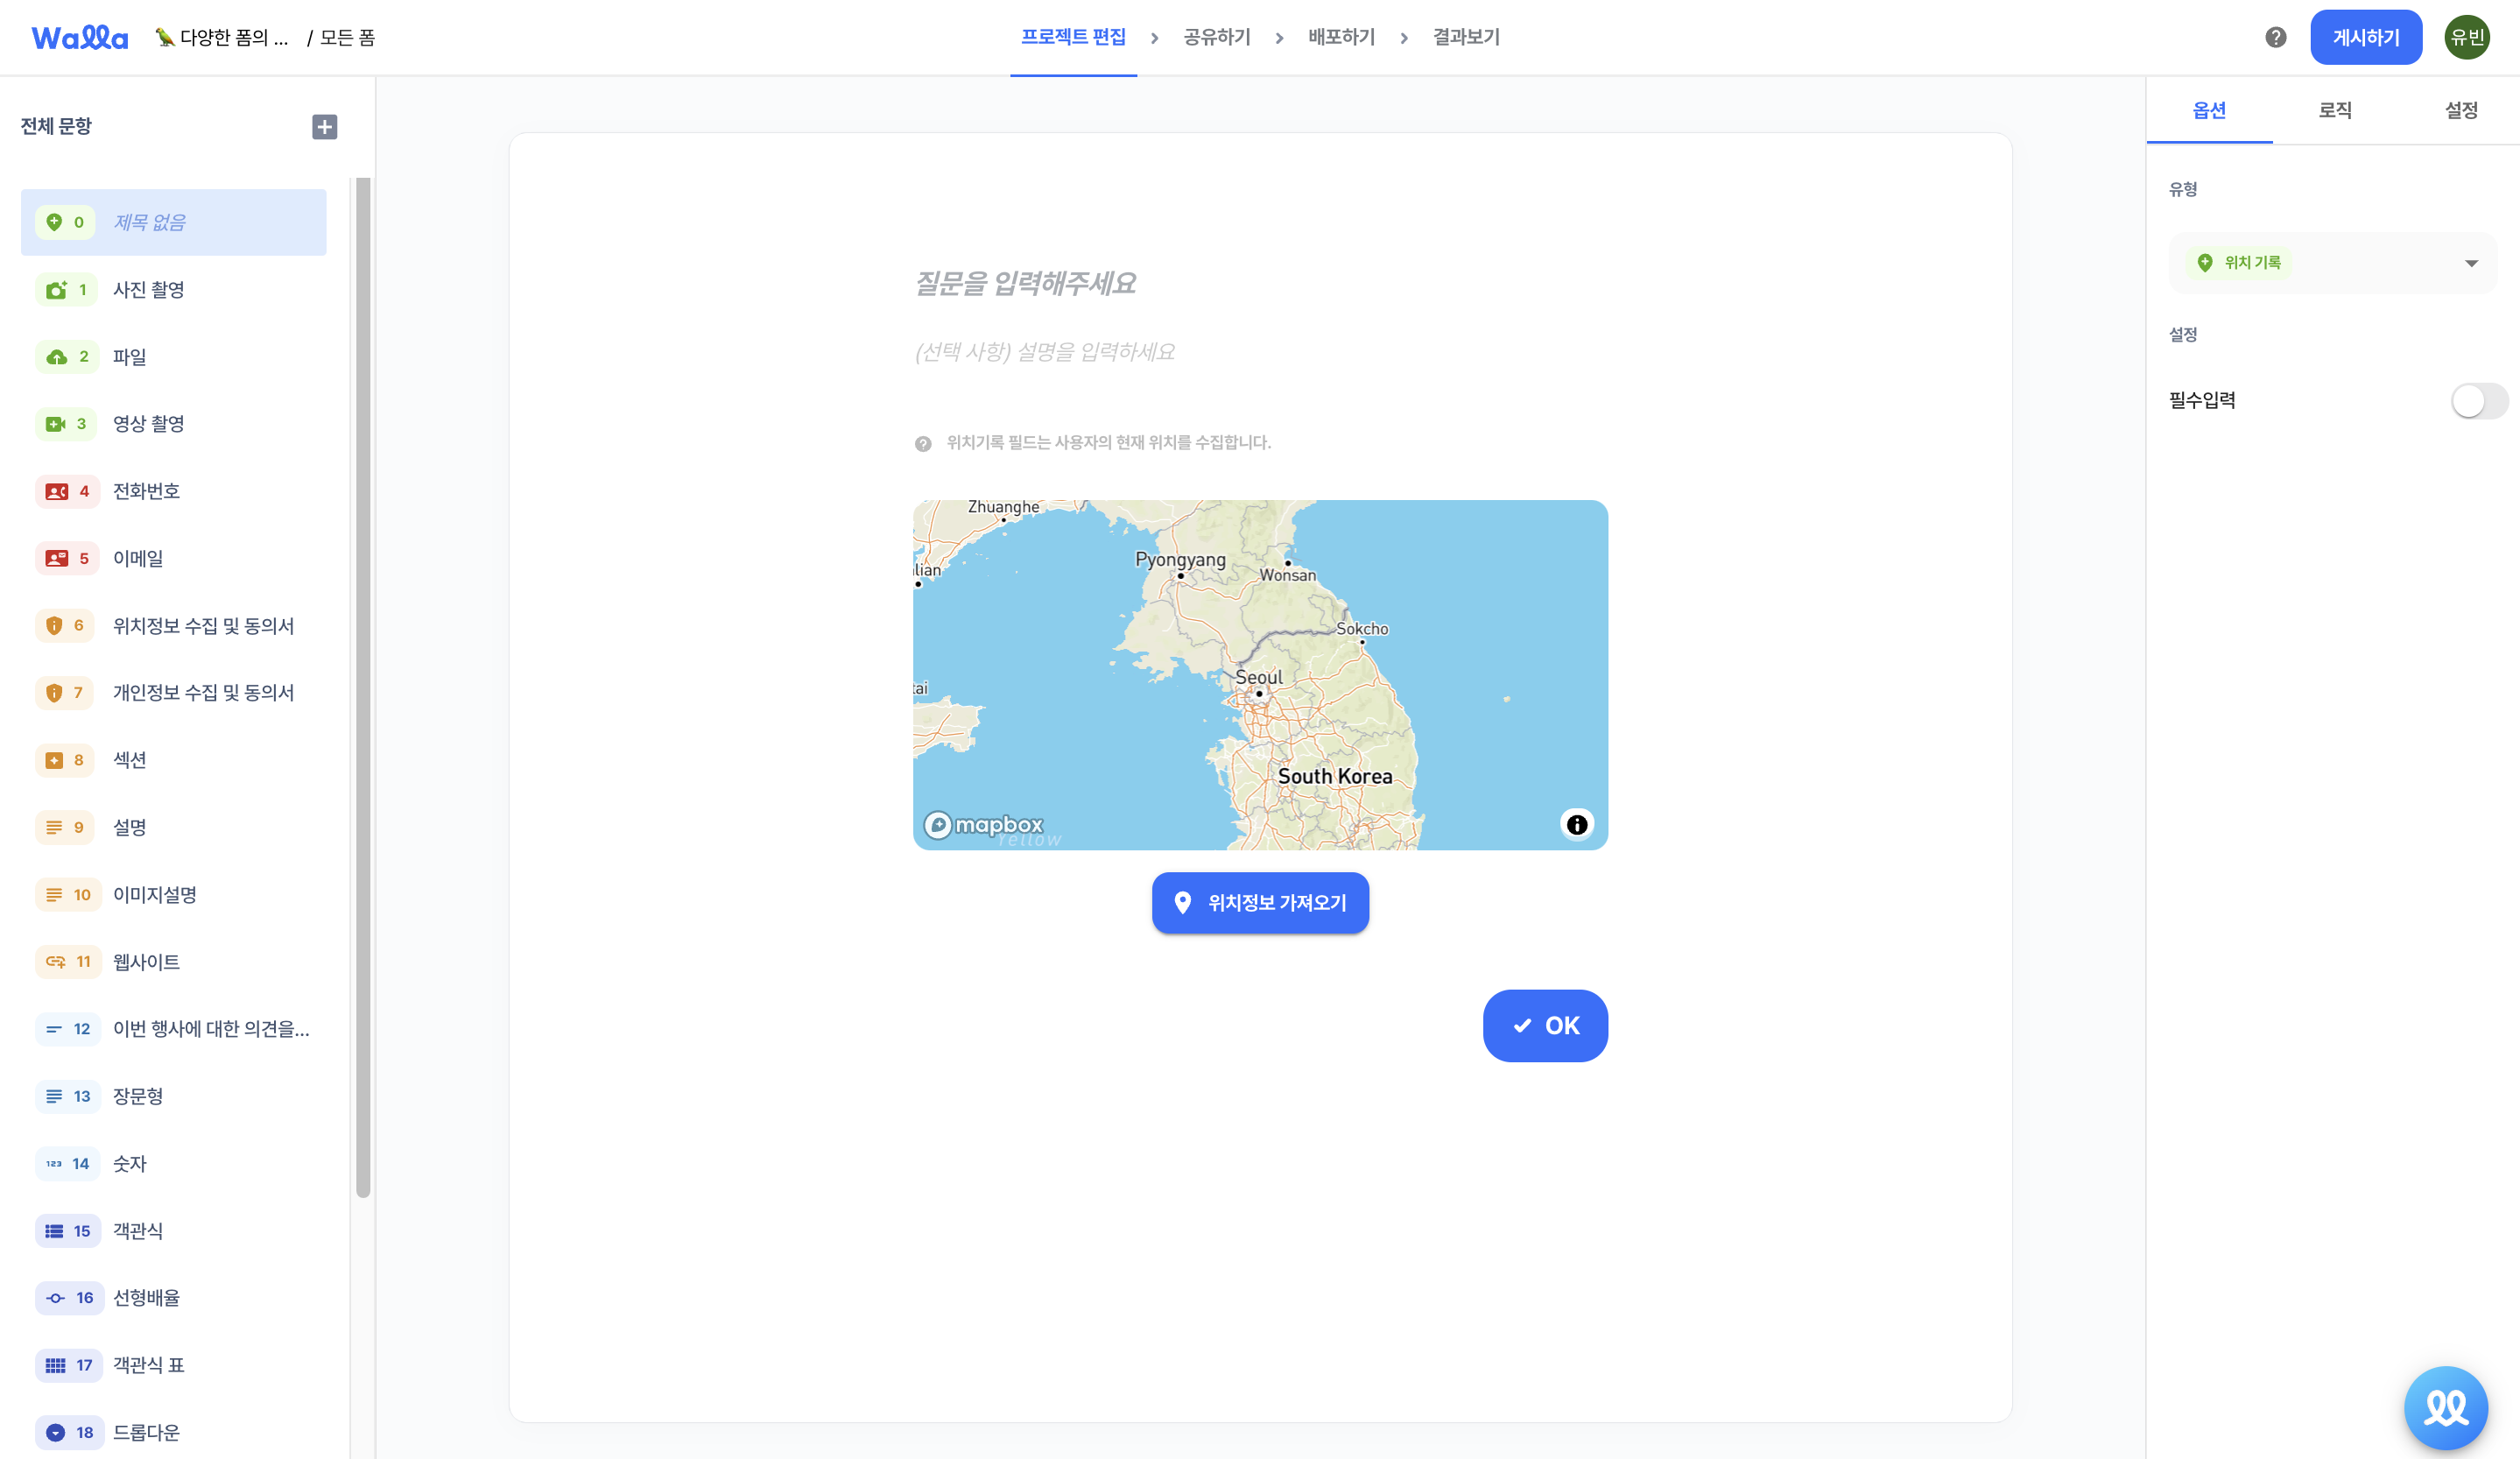 Walla
🦜 다양한 폼의 ... / 모든 폼
프로젝트 편집
공유하기
배포하기
결과보기
게시하기
유빈
전체 문항
0 제목 없음
1 사진 촬영
2 파일
3 영상 촬영
4 전화번호
5 이메일
6 위치정보 수집 및 동의서
7 개인정보 수집 및 동의서
8 섹션
9 설명
10 이미지설명
11 웹사이트
12 이번 행사에 대한 의견을...
13 장문형
123 14 숫자
15 객관식
16 선형배율
17 객관식 표
18 드롭다운
질문을 입력해주세요
(선택 사항) 설명을 입력하세요
위치기록 필드는 사용자의 현재 위치를 수집합니다.
Zhuanghe
Pyongyang
lian
Wonsan
Sokcho
Seoul
tai
South Korea
mapbox
Yellow
위치정보 가져오기
OK
옵션
로직
설정
유형
위치 기록
설정
필수입력